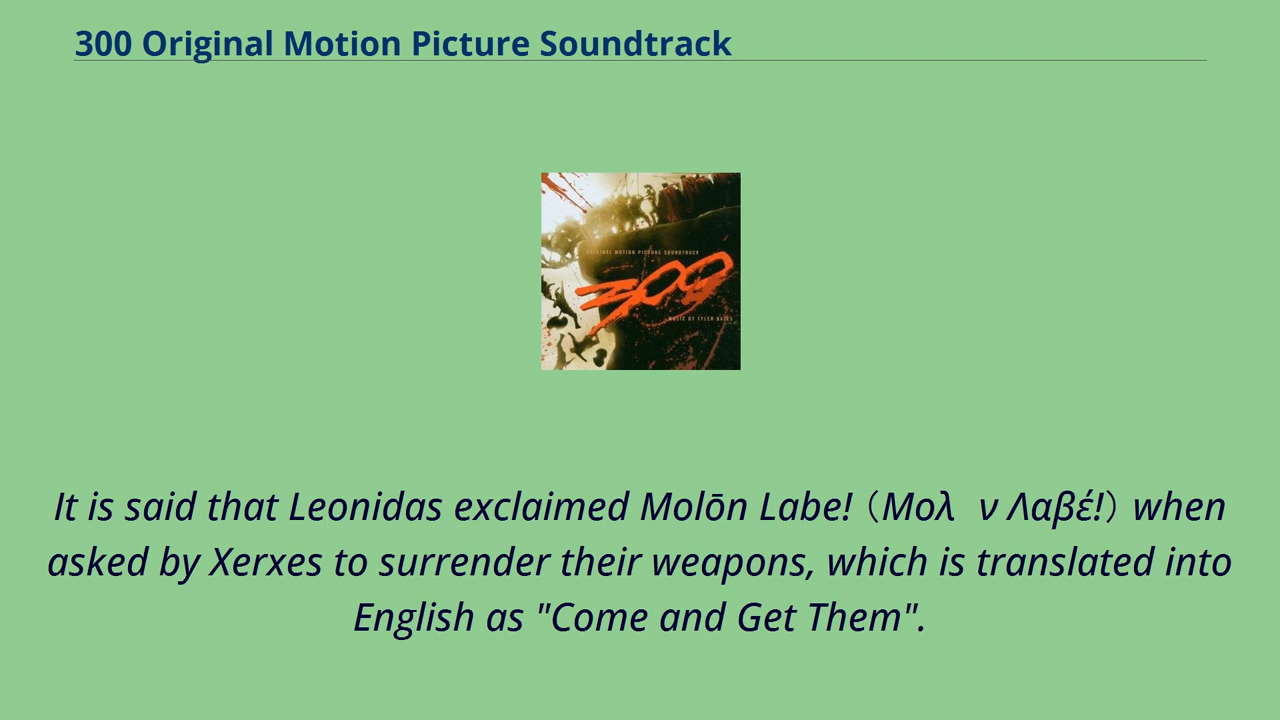 300 Original Motion Picture Soundtrack
ORIGINAL MOTION PICTURE SOUNDTRACK
300
MUSIC BY TYLER BATES
It is said that Leonidas exclaimed Molōn Labe!（Μολ ν Λαβέ!）when
asked by Xerxes to surrender their weapons, which is translated into
English as "Come and Get Them".